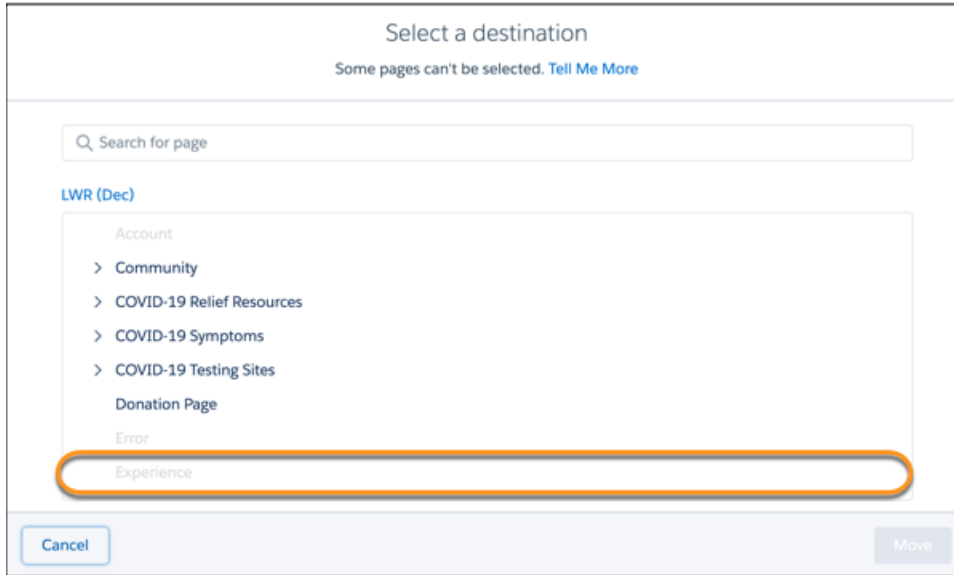 Select a destination
Some pages can't be selected. Tell Me More
Search for page
LWR (Dec)
Account
Community
COVID-19 Relief Resources
COVID-19 Symptoms
COVID-19 Testing Sites
Donation Page
Error
Experience
Cancel
Move